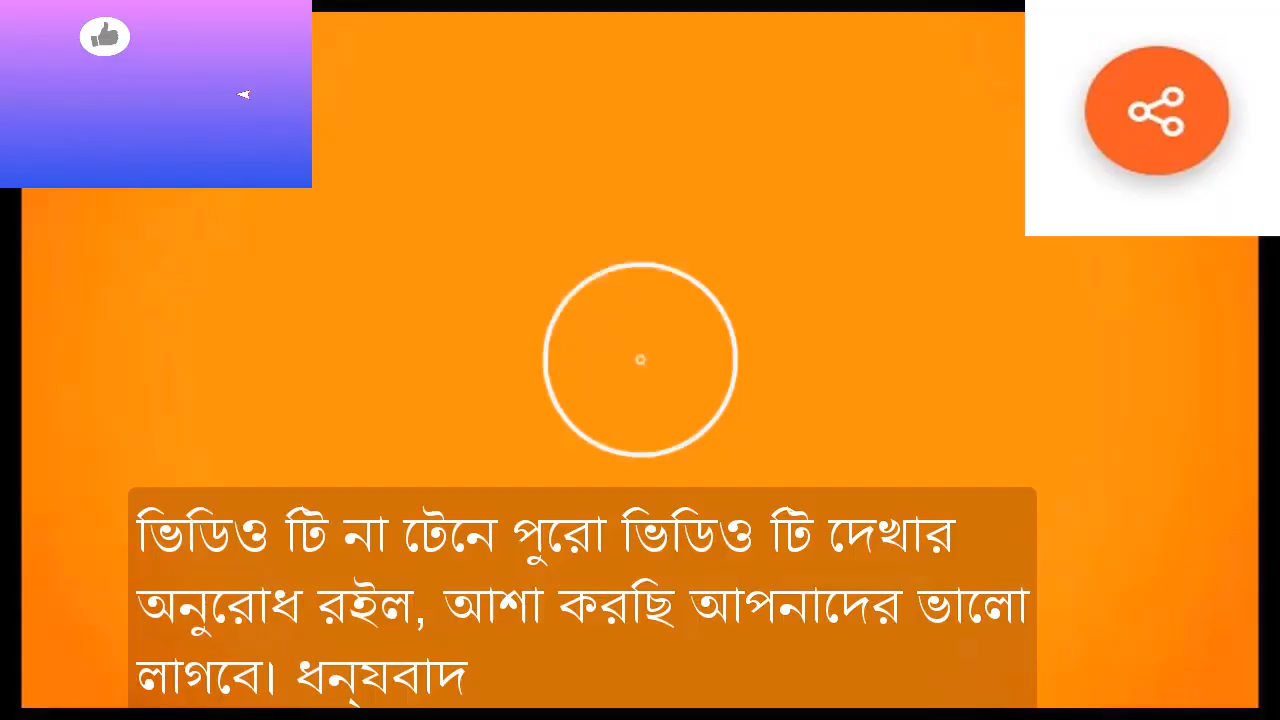 ভিডিও টি না টেনে পুরো ভিডিও টি দেখার
অনুরোধ রইল, আশা করছি আপনাদের ভালো
লাগবে। ধন্যবাদ